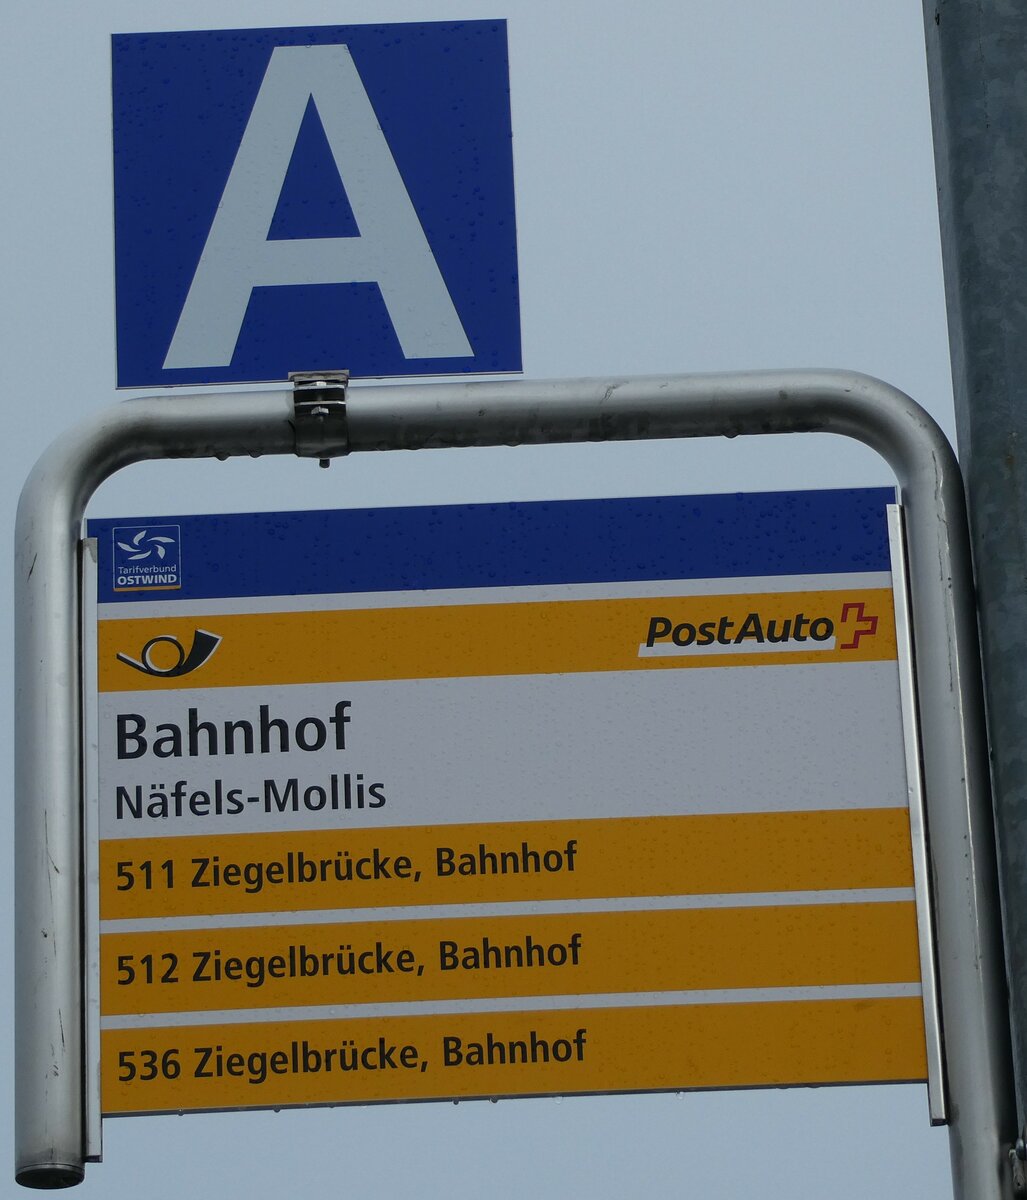 A
Tarifverbund
OSTWIND
PostAuto
Bahnhof
Näfels-Mollis
511 Ziegelbrücke, Bahnhof
512 Ziegelbrücke, Bahnhof
536 Ziegelbrücke, Bahnhof